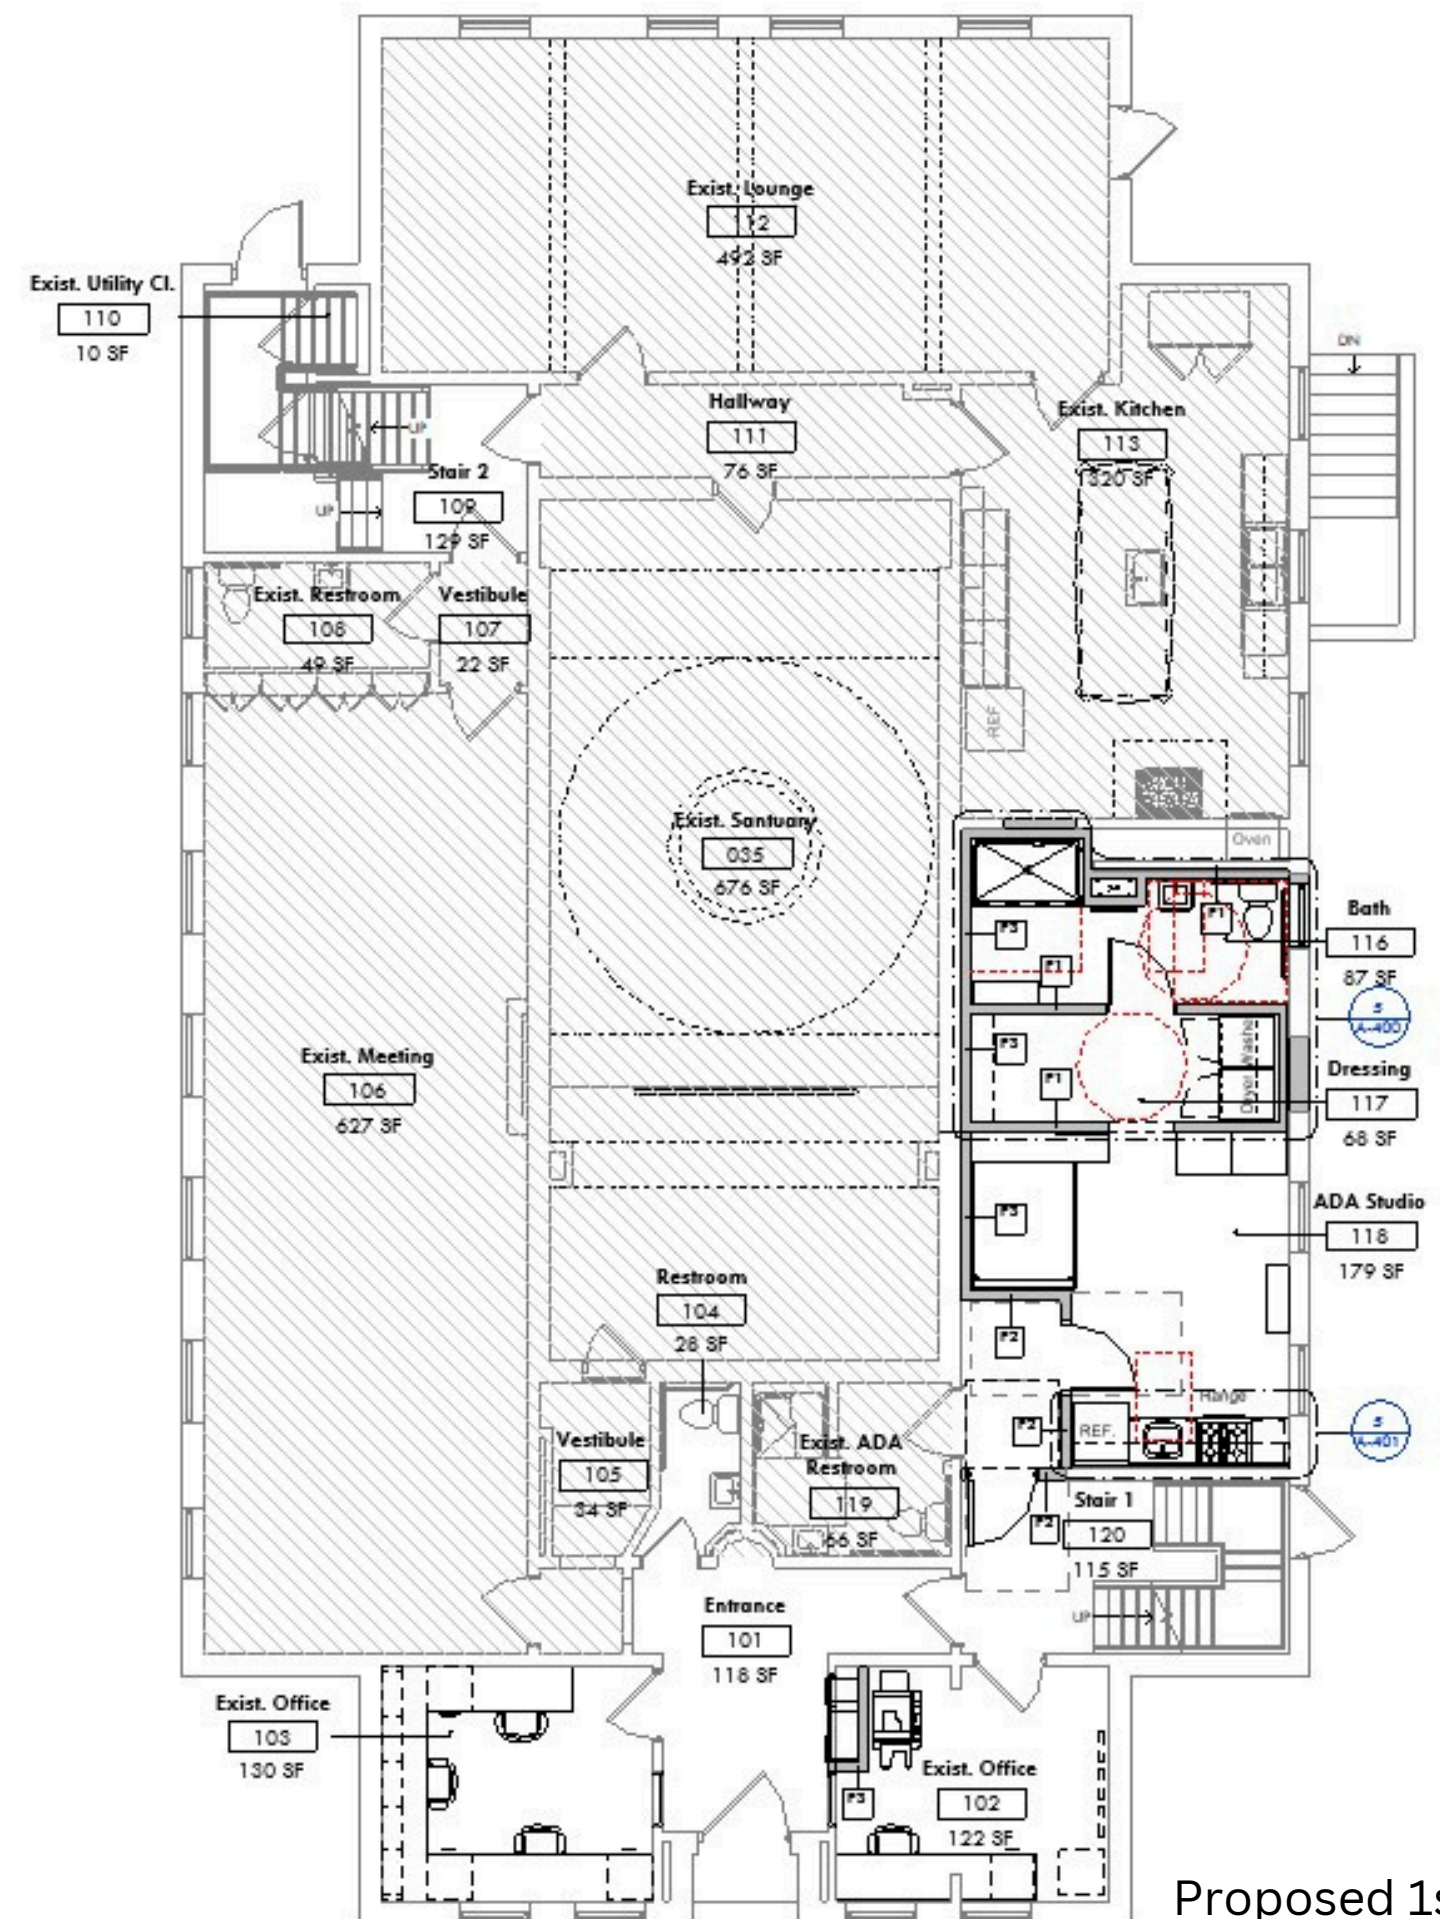 Exist. Lounge
112
492 SF
Exist. Utility Cl.
110
10 SF
DN
Hallway
111
76 SF
Exist. Kitchen
113
320 SF
UP
Stair 2
109
129 SF
UP
Exist. Restroom
108
49 SF
Vestibule
107
22 SF
REF
Exist. Santuary
035
676 SF
Oven
Bath
116
87 SF
F3
F1
F1
5
A-400
Exist. Meeting
106
627 SF
F3
F1
Dryer
Dressing
117
68 SF
ADA Studio
118
179 SF
F3
Restroom
104
28 SF
F2
Range
REF.
F2
5
A-401
Vestibule
105
34 SF
Exist. ADA
Restroom
119
66 SF
Stair 1
120
115 SF
F2
UP
Entrance
101
118 SF
Exist. Office
103
130 SF
Exist. Office
102
122 SF
F3
Proposed 1s